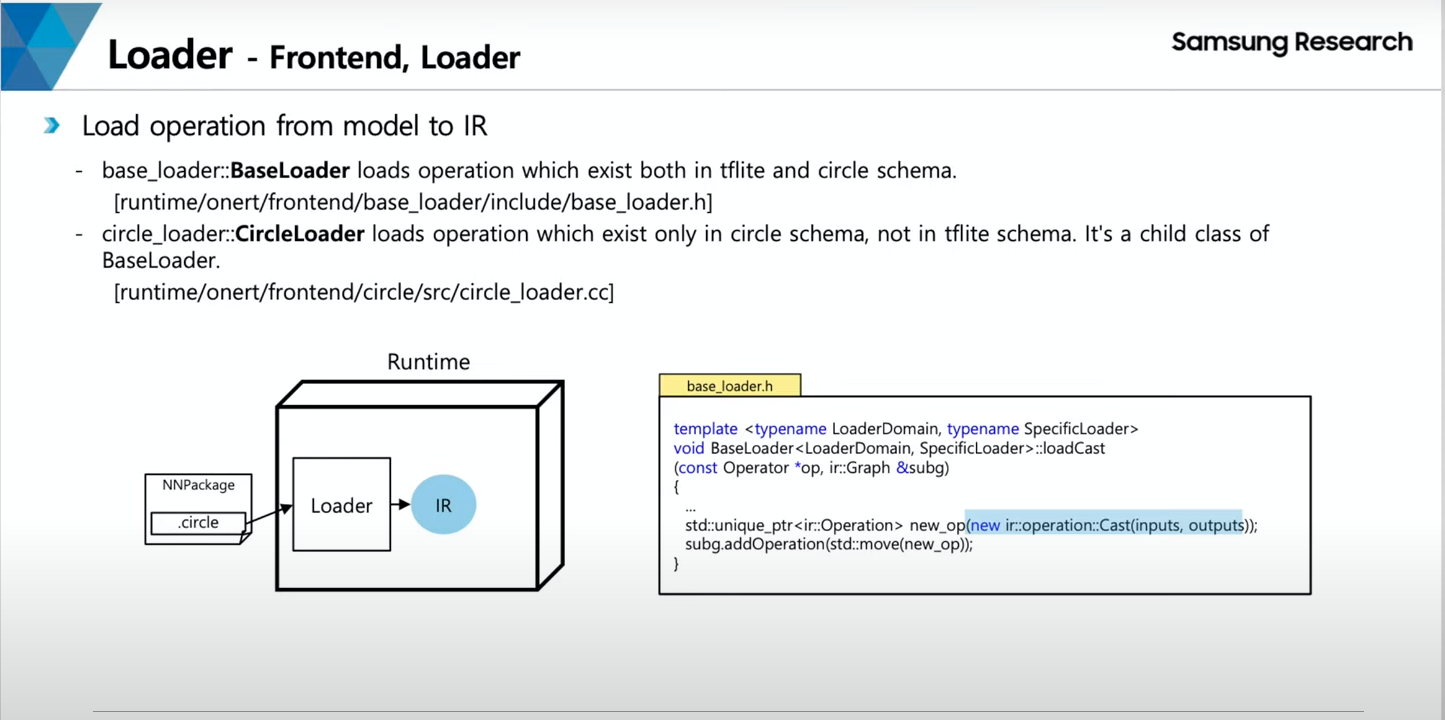 Loader - Frontend, Loader
Samsung Research
Load operation from model to IR
- base_loader::BaseLoader loads operation which exist both in tflite and circle schema.
[runtime/onert/frontend/base_loader/include/base_loader.h]
- circle_loader::CircleLoader loads operation which exist only in circle schema, not in tflite schema. It's a child class of
BaseLoader.
[runtime/onert/frontend/circle/src/circle_loader.cc]
Runtime
NNPackage
.circle
Loader
IR
base_loader.h
template <typename LoaderDomain, typename SpecificLoader>
void BaseLoader<LoaderDomain, SpecificLoader>::loadCast
(const Operator *op, ir::Graph &subg)
{
...
std::unique_ptr<ir::Operation> new_op(new ir::operation::Cast(inputs, outputs));
subg.addOperation(std::move(new_op));
}